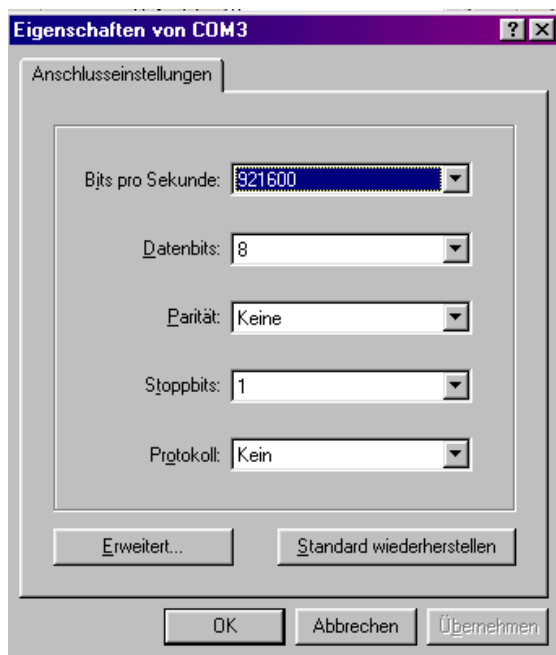 Eigenschaften von COM3
Anschlusseinstellungen
Bits pro Sekunde: 921600
Datenbits: 8
Parität: Keine
Stoppbits: 1
Protokoll: Kein
Erweitert... Standard wiederherstellen
OK Abbrechen Übernehmen